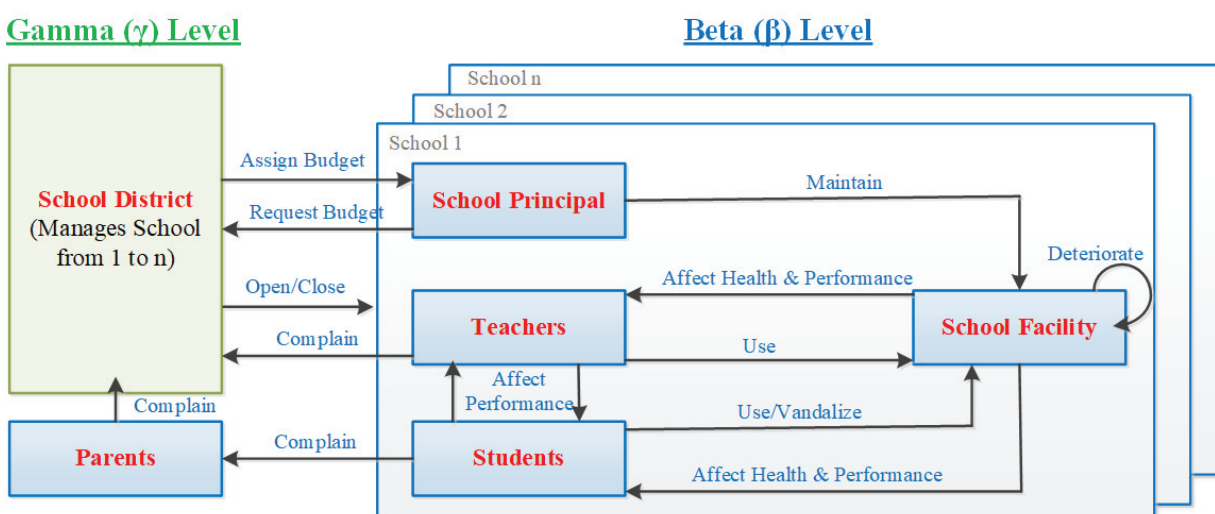 Gamma (γ) Level
Beta (β) Level
School n
School 2
School 1
Assign Budget
School Principal
Maintain
School District
(Manages School
from 1 to n)
Request Budget
Deteriorate
Affect Health & Performance
Open/Close
Teachers
School Facility
Complain
Use
Affect
Performance
Complain
Use/Vandalize
Parents
Complain
Students
Affect Health & Performance